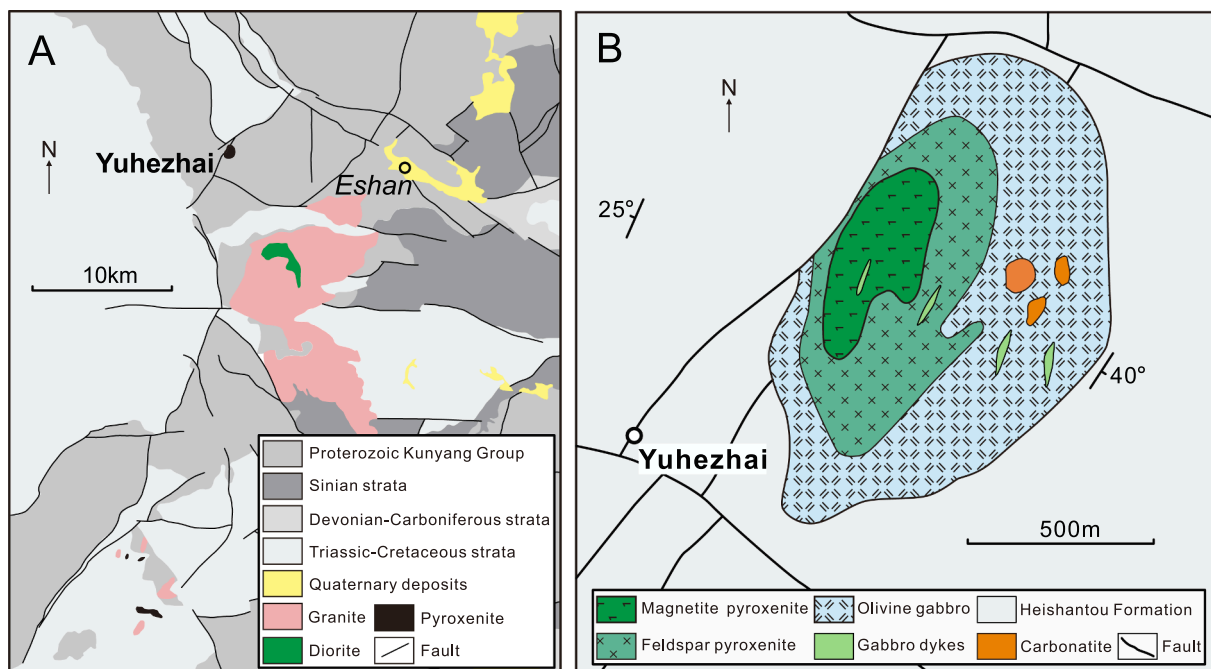 A
N
Yuhezhai
Eshan
10km
Proterozoic Kunyang Group
Sinian strata
Devonian-Carboniferous strata
Triassic-Cretaceous strata
Quaternary deposits
Granite
Pyroxenite
Diorite
Fault
B
N
25°
40°
Yuhezhai
500m
Magnetite pyroxenite
Olivine gabbro
Heishantou Formation
Feldspar pyroxenite
Gabbro dykes
Carbonatite
Fault